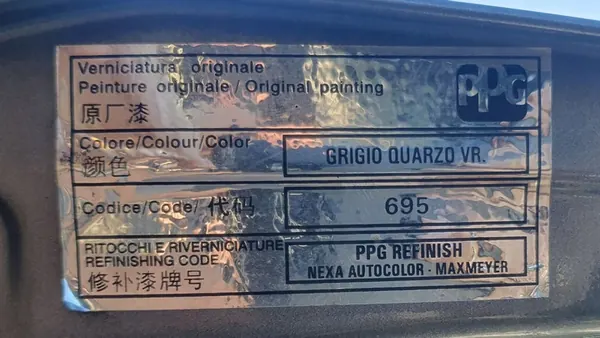 Verniciatura originale
Peinture originale/Original painting
原厂漆
PPG
Colore/Colour/Color
颜色
GRIGIO QUARZO VR.
Codice/Code/代码
695
RITOCCHI E RIVERNICIATURE
REFINISHING CODE
修补漆牌号
PPG REFINISH
NEXA AUTOCOLOR - MAXMEYER